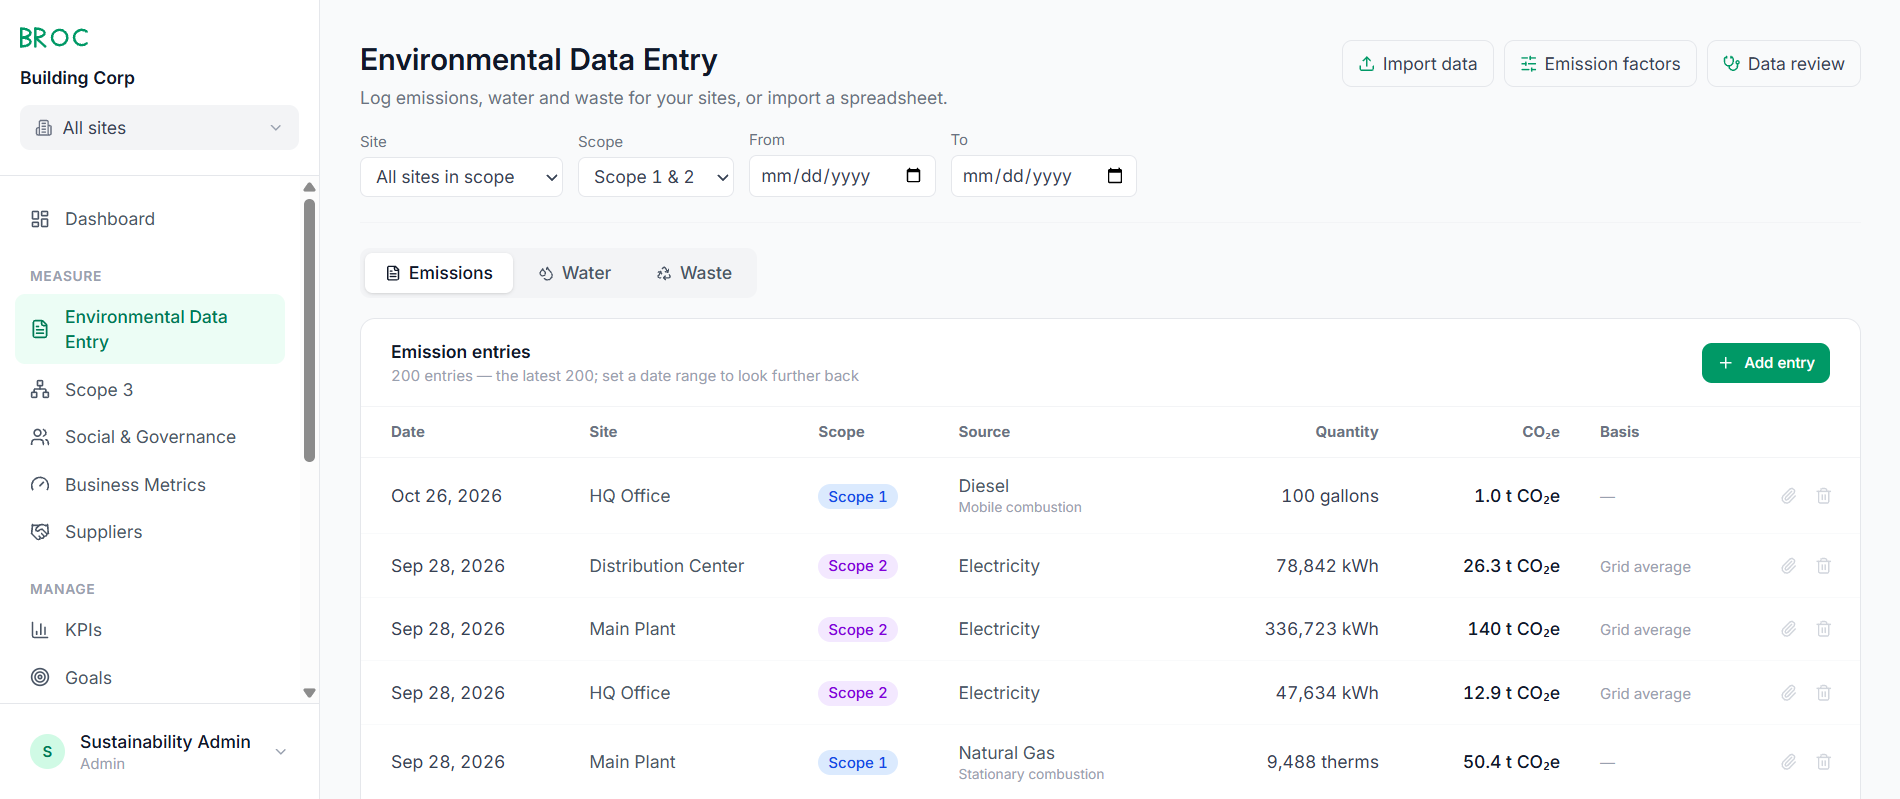 BROC
Building Corp
All sites
Dashboard
MEASURE
Environmental Data
Entry
Scope 3
Social & Governance
Business Metrics
Suppliers
MANAGE
KPIs
Goals
S
Sustainability Admin
Admin
Environmental Data Entry
Log emissions, water and waste for your sites, or import a spreadsheet.
Import data
Emission factors
Data review
Site Scope From To
All sites in scope Scope 1 & 2 mm/dd/yyyy mm/dd/yyyy
Emissions Water Waste
Emission entries
200 entries — the latest 200; set a date range to look further back
+ Add entry
Date Site Scope Source Quantity CO₂e Basis
Oct 26, 2026 HQ Office Scope 1 Diesel 100 gallons 1.0 t CO₂e —
Mobile combustion
Sep 28, 2026 Distribution Center Scope 2 Electricity 78,842 kWh 26.3 t CO₂e Grid average
Sep 28, 2026 Main Plant Scope 2 Electricity 336,723 kWh 140 t CO₂e Grid average
Sep 28, 2026 HQ Office Scope 2 Electricity 47,634 kWh 12.9 t CO₂e Grid average
Sep 28, 2026 Main Plant Scope 1 Natural Gas 9,488 therms 50.4 t CO₂e —
Stationary combustion